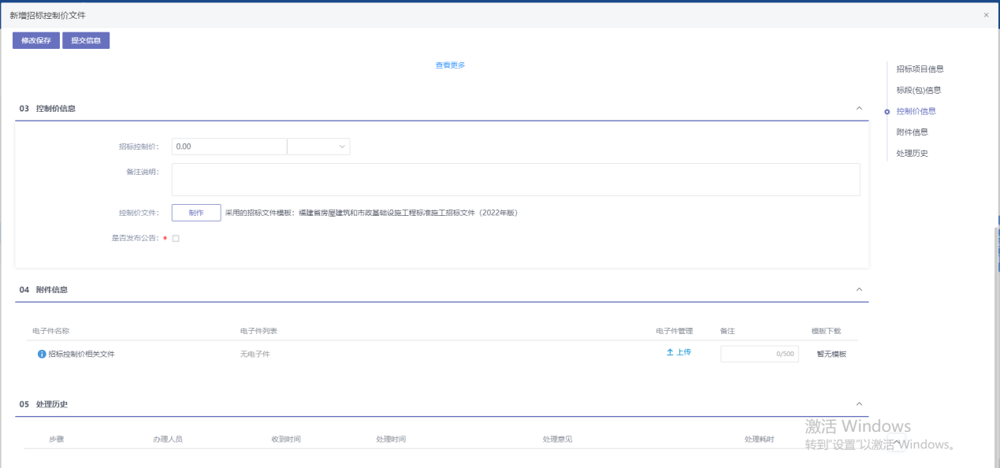 新增招标控制价文件
×
修改保存 提交信息
查看更多
招标项目信息
标段(包)信息
控制价信息
附件信息
处理历史
03 控制价信息
招标控制价: 0.00
备注说明:
控制价文件: 制作 采用的招标文件模板：福建省房屋建筑和市政基础设施工程标准施工招标文件（2022年版）
是否发布公告: *
04 附件信息
电子件名称 电子件列表 电子件管理 备注 模板下载
招标控制价相关文件 无电子件 上传 0/500 暂无模板
05 处理历史
步骤 办理人员 收到时间 处理时间 处理意见 处理耗时
激活 Windows
转到"设置"以激活 Windows。